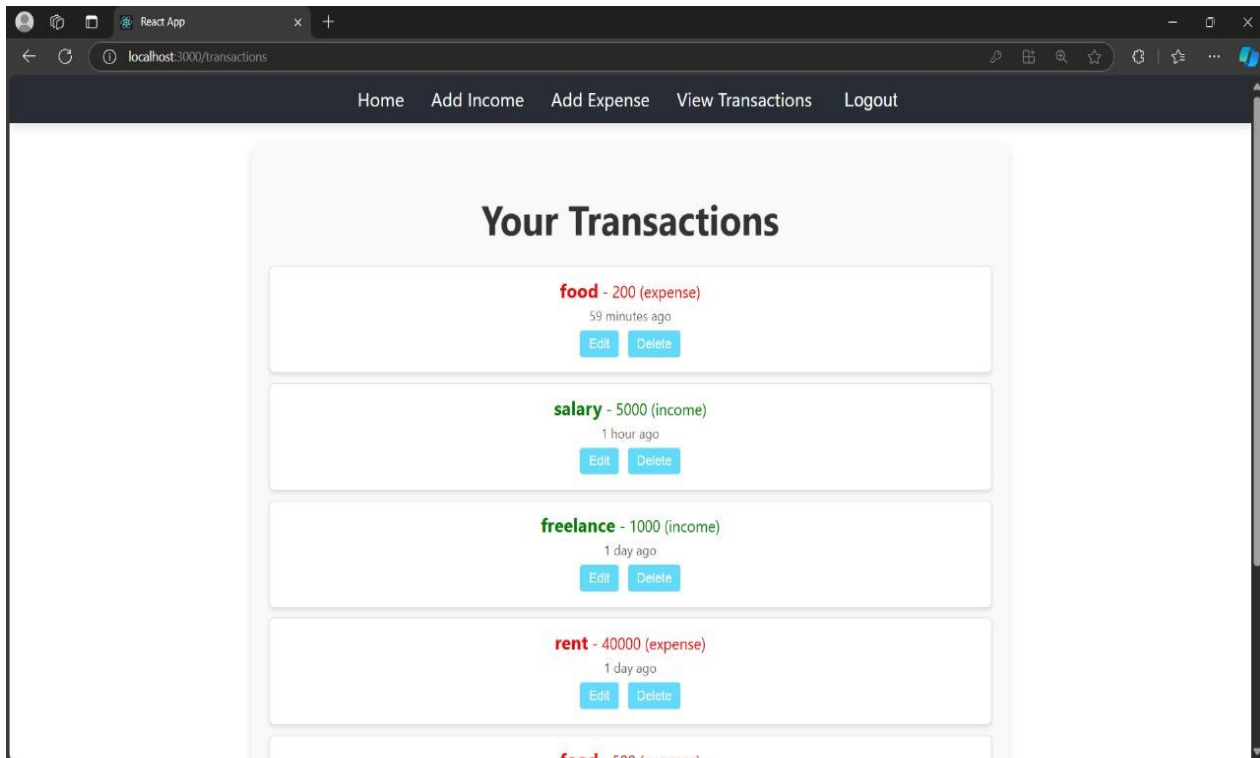 React App
localhost:3000/transactions
Home Add Income Add Expense View Transactions Logout
Your Transactions
food - 200 (expense)
59 minutes ago
Edit Delete
salary - 5000 (income)
1 hour ago
Edit Delete
freelance - 1000 (income)
1 day ago
Edit Delete
rent - 40000 (expense)
1 day ago
Edit Delete